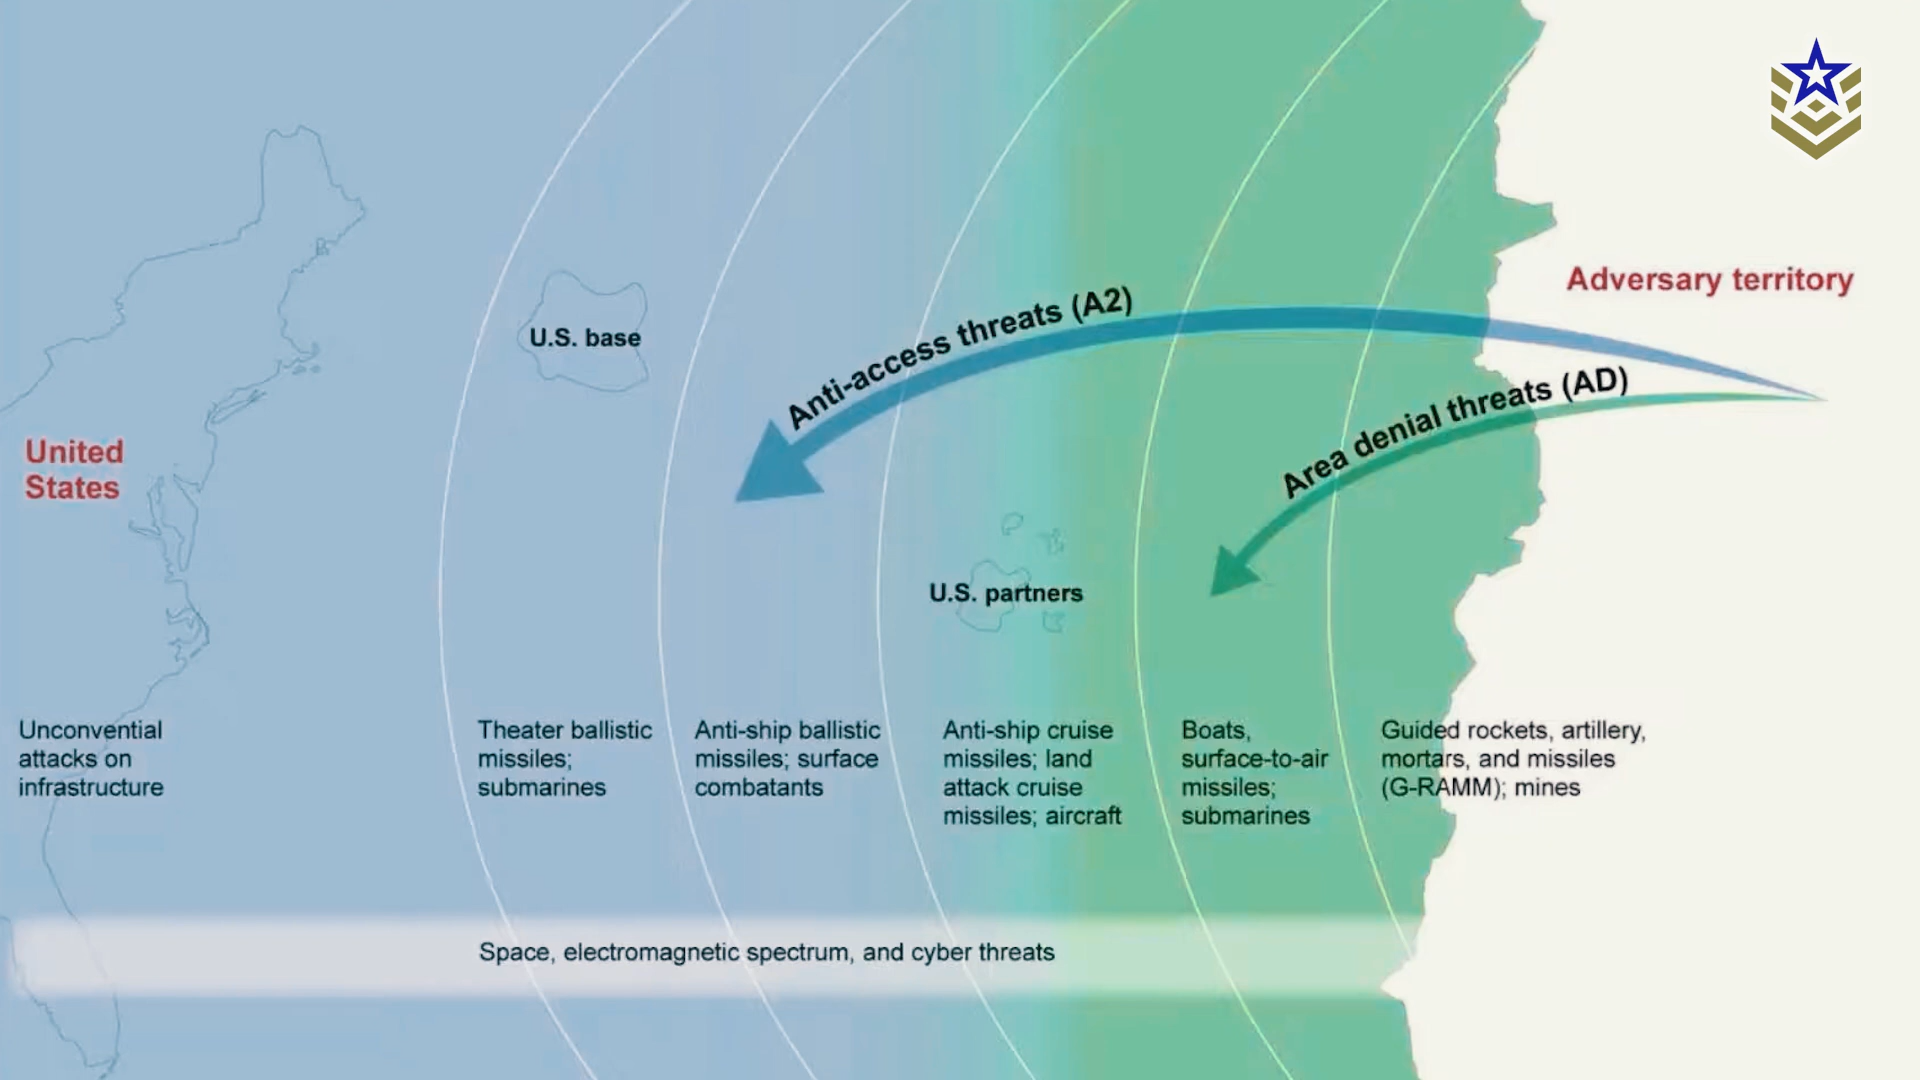 Adversary territory
Anti-access threats (A2)
Area denial threats (AD)
U.S. base
United
States
U.S. partners
Unconvential
attacks on
infrastructure
Theater ballistic
missiles;
submarines
Anti-ship ballistic
missiles; surface
combatants
Anti-ship cruise
missiles; land
attack cruise
missiles; aircraft
Boats,
surface-to-air
missiles;
submarines
Guided rockets, artillery,
mortars, and missiles
(G-RAMM); mines
Space, electromagnetic spectrum, and cyber threats